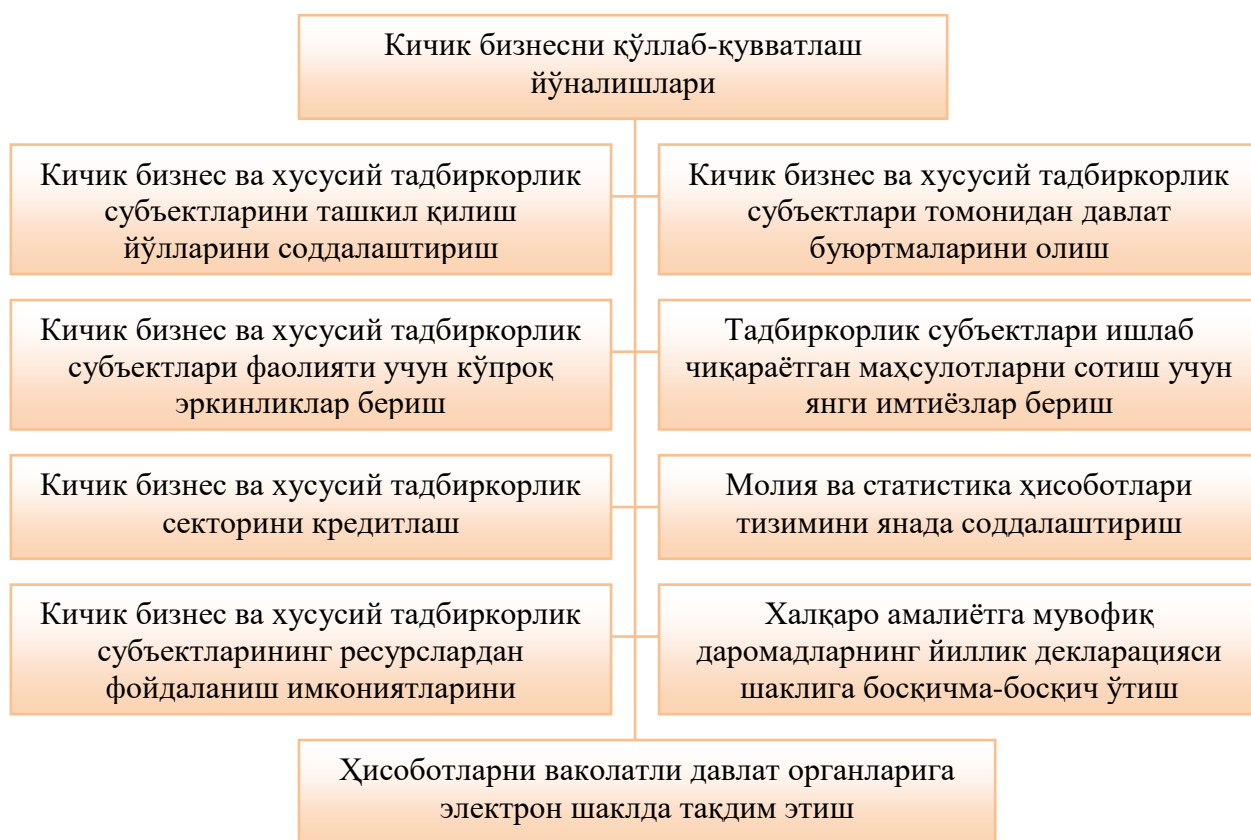 Кичик бизнесни қўллаб-қувватлаш
йўналишлари
Кичик бизнес ва хусусий тадбиркорлик
субъектларини ташкил қилиш
йўлларини соддалаштириш
Кичик бизнес ва хусусий тадбиркорлик
субъектлари томонидан давлат
буюртмаларини олиш
Кичик бизнес ва хусусий тадбиркорлик
субъектлари фаолияти учун кўпроқ
эркинликлар бериш
Тадбиркорлик субъектлари ишлаб
чиқараётган маҳсулотларни сотиш учун
янги имтиёзлар бериш
Кичик бизнес ва хусусий тадбиркорлик
секторини кредитлаш
Молия ва статистика ҳисоботлари
тизимини янада соддалаштириш
Кичик бизнес ва хусусий тадбиркорлик
субъектларининг ресурслардан
фойдаланиш имкониятларини
Халқаро амалиётга мувофиқ
даромадларнинг йиллик декларацияси
шаклига босқичма-босқич ўтиш
Ҳисоботларни ваколатли давлат органларига
электрон шаклда тақдим этиш